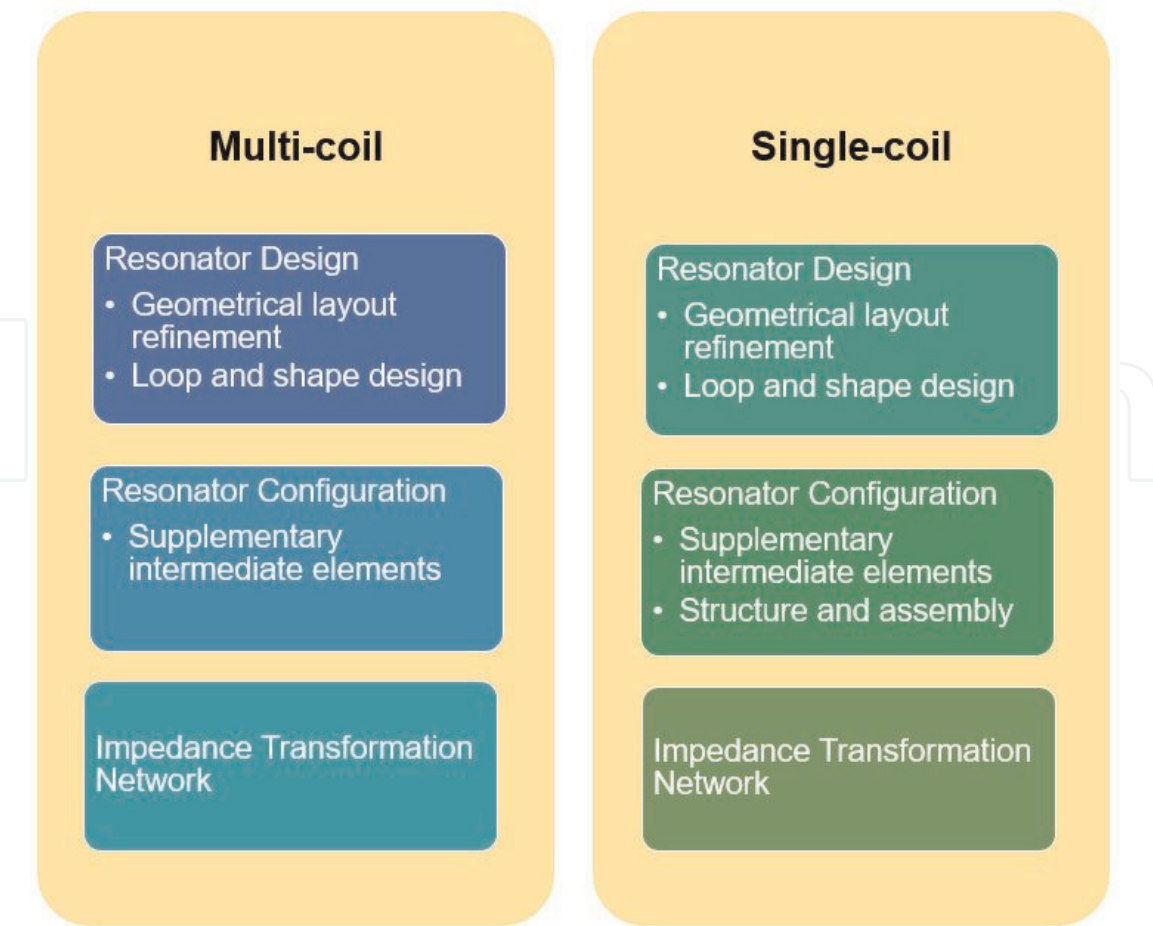 Multi-coil
Resonator Design
• Geometrical layout
refinement
• Loop and shape design
Resonator Configuration
• Supplementary
intermediate elements
Impedance Transformation
Network
Single-coil
Resonator Design
• Geometrical layout
refinement
• Loop and shape design
Resonator Configuration
• Supplementary
intermediate elements
• Structure and assembly
Impedance Transformation
Network